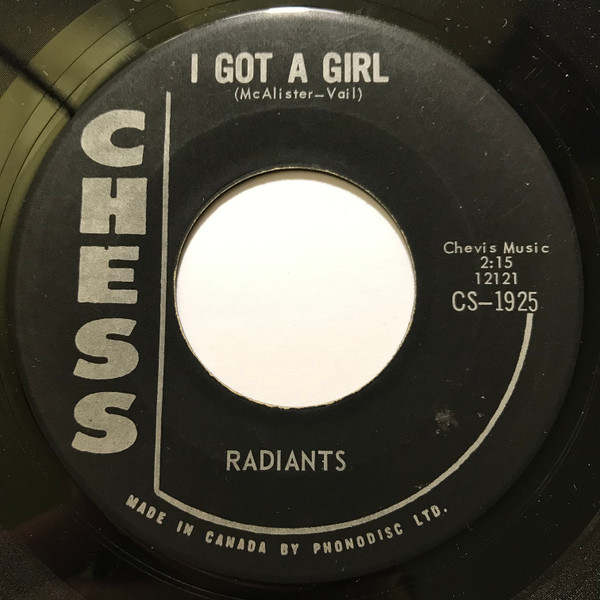 I GOT A GIRL
(McAlister—Vail)
CHESS
Chevis Music
2:15
12121
CS—1925
RADIANTS
MADE IN CANADA BY PHONODISC LTD.